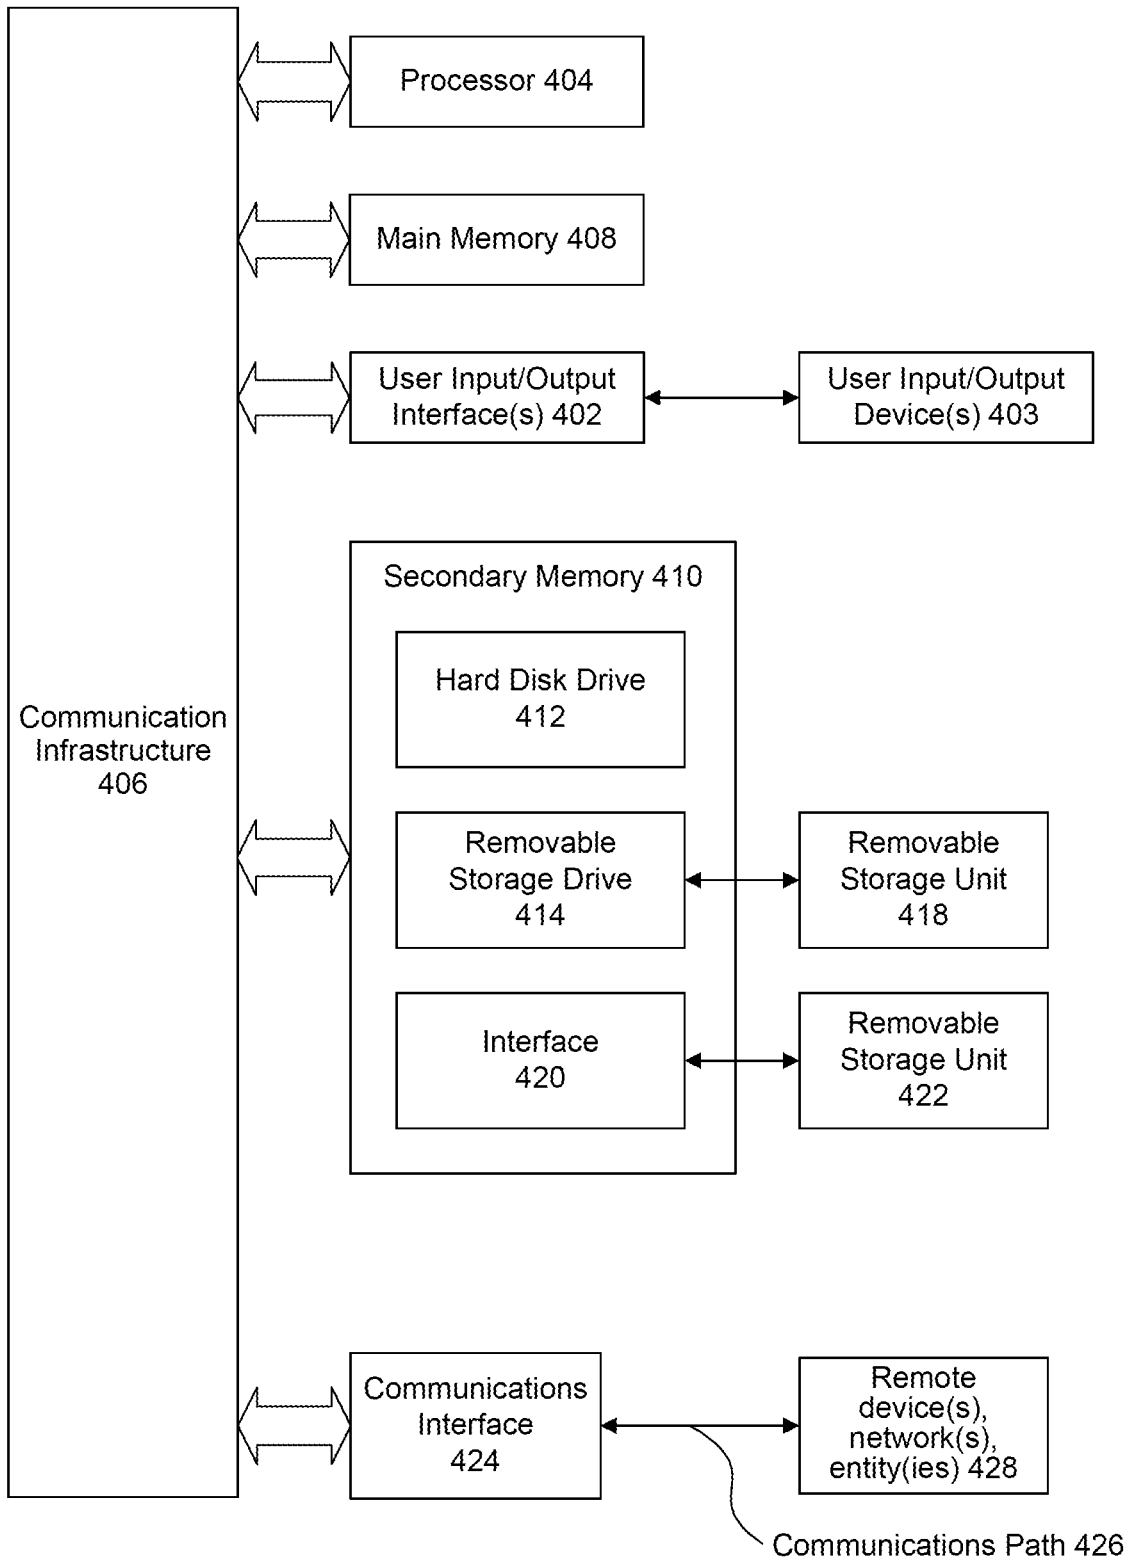 Processor 404
Main Memory 408
User Input/Output
Interface(s) 402
User Input/Output
Device(s) 403
Secondary Memory 410
Hard Disk Drive
412
Communication
Infrastructure
406
Removable
Storage Drive
414
Removable
Storage Unit
418
Interface
420
Removable
Storage Unit
422
Communications
Interface
424
Remote
device(s),
network(s),
entity(ies) 428
Communications Path 426